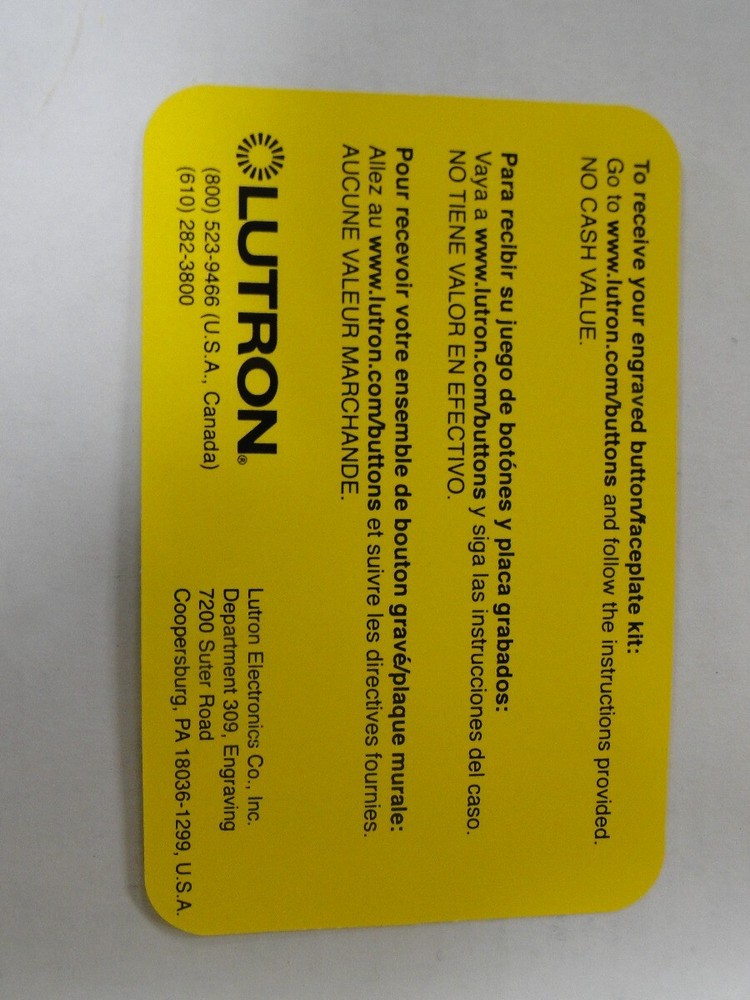 To receive your engraved button/faceplate kit:
Go to www.lutron.com/buttons and follow the instructions provided.
NO CASH VALUE.
Para recibir su juego de botónes y placa grabados:
Vaya a www.lutron.com/buttons y siga las instrucciones del caso.
NO TIENE VALOR EN EFECTIVO.
Pour recevoir votre ensemble de bouton gravé/plaque murale:
Allez au www.lutron.com/buttons et suivre les directives fournies.
AUCUNE VALEUR MARCHANDE.
LUTRON®
(800) 523-9466 (U.S.A., Canada)
(610) 282-3800
Lutron Electronics Co., Inc.
Department 309, Engraving
7200 Suter Road
Coopersburg, PA 18036-1299, U.S.A.